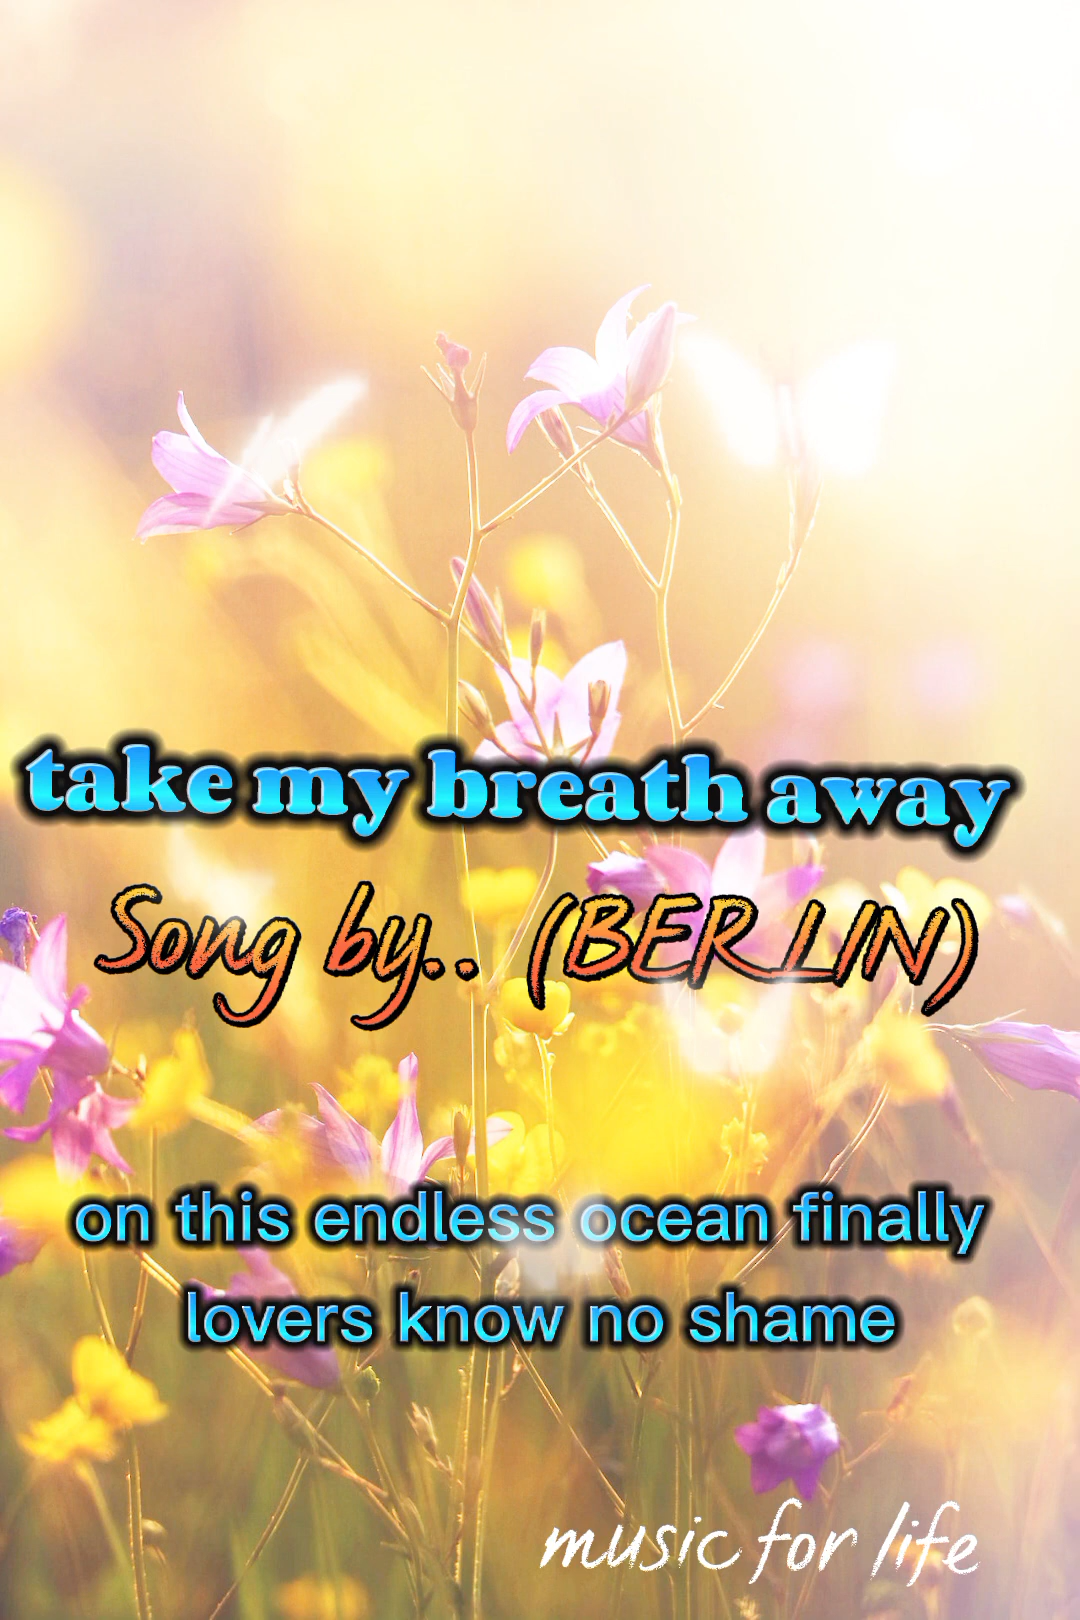 take my breath away
Song by.. (BERLIN)
on this endless ocean finally
lovers know no shame
music for life